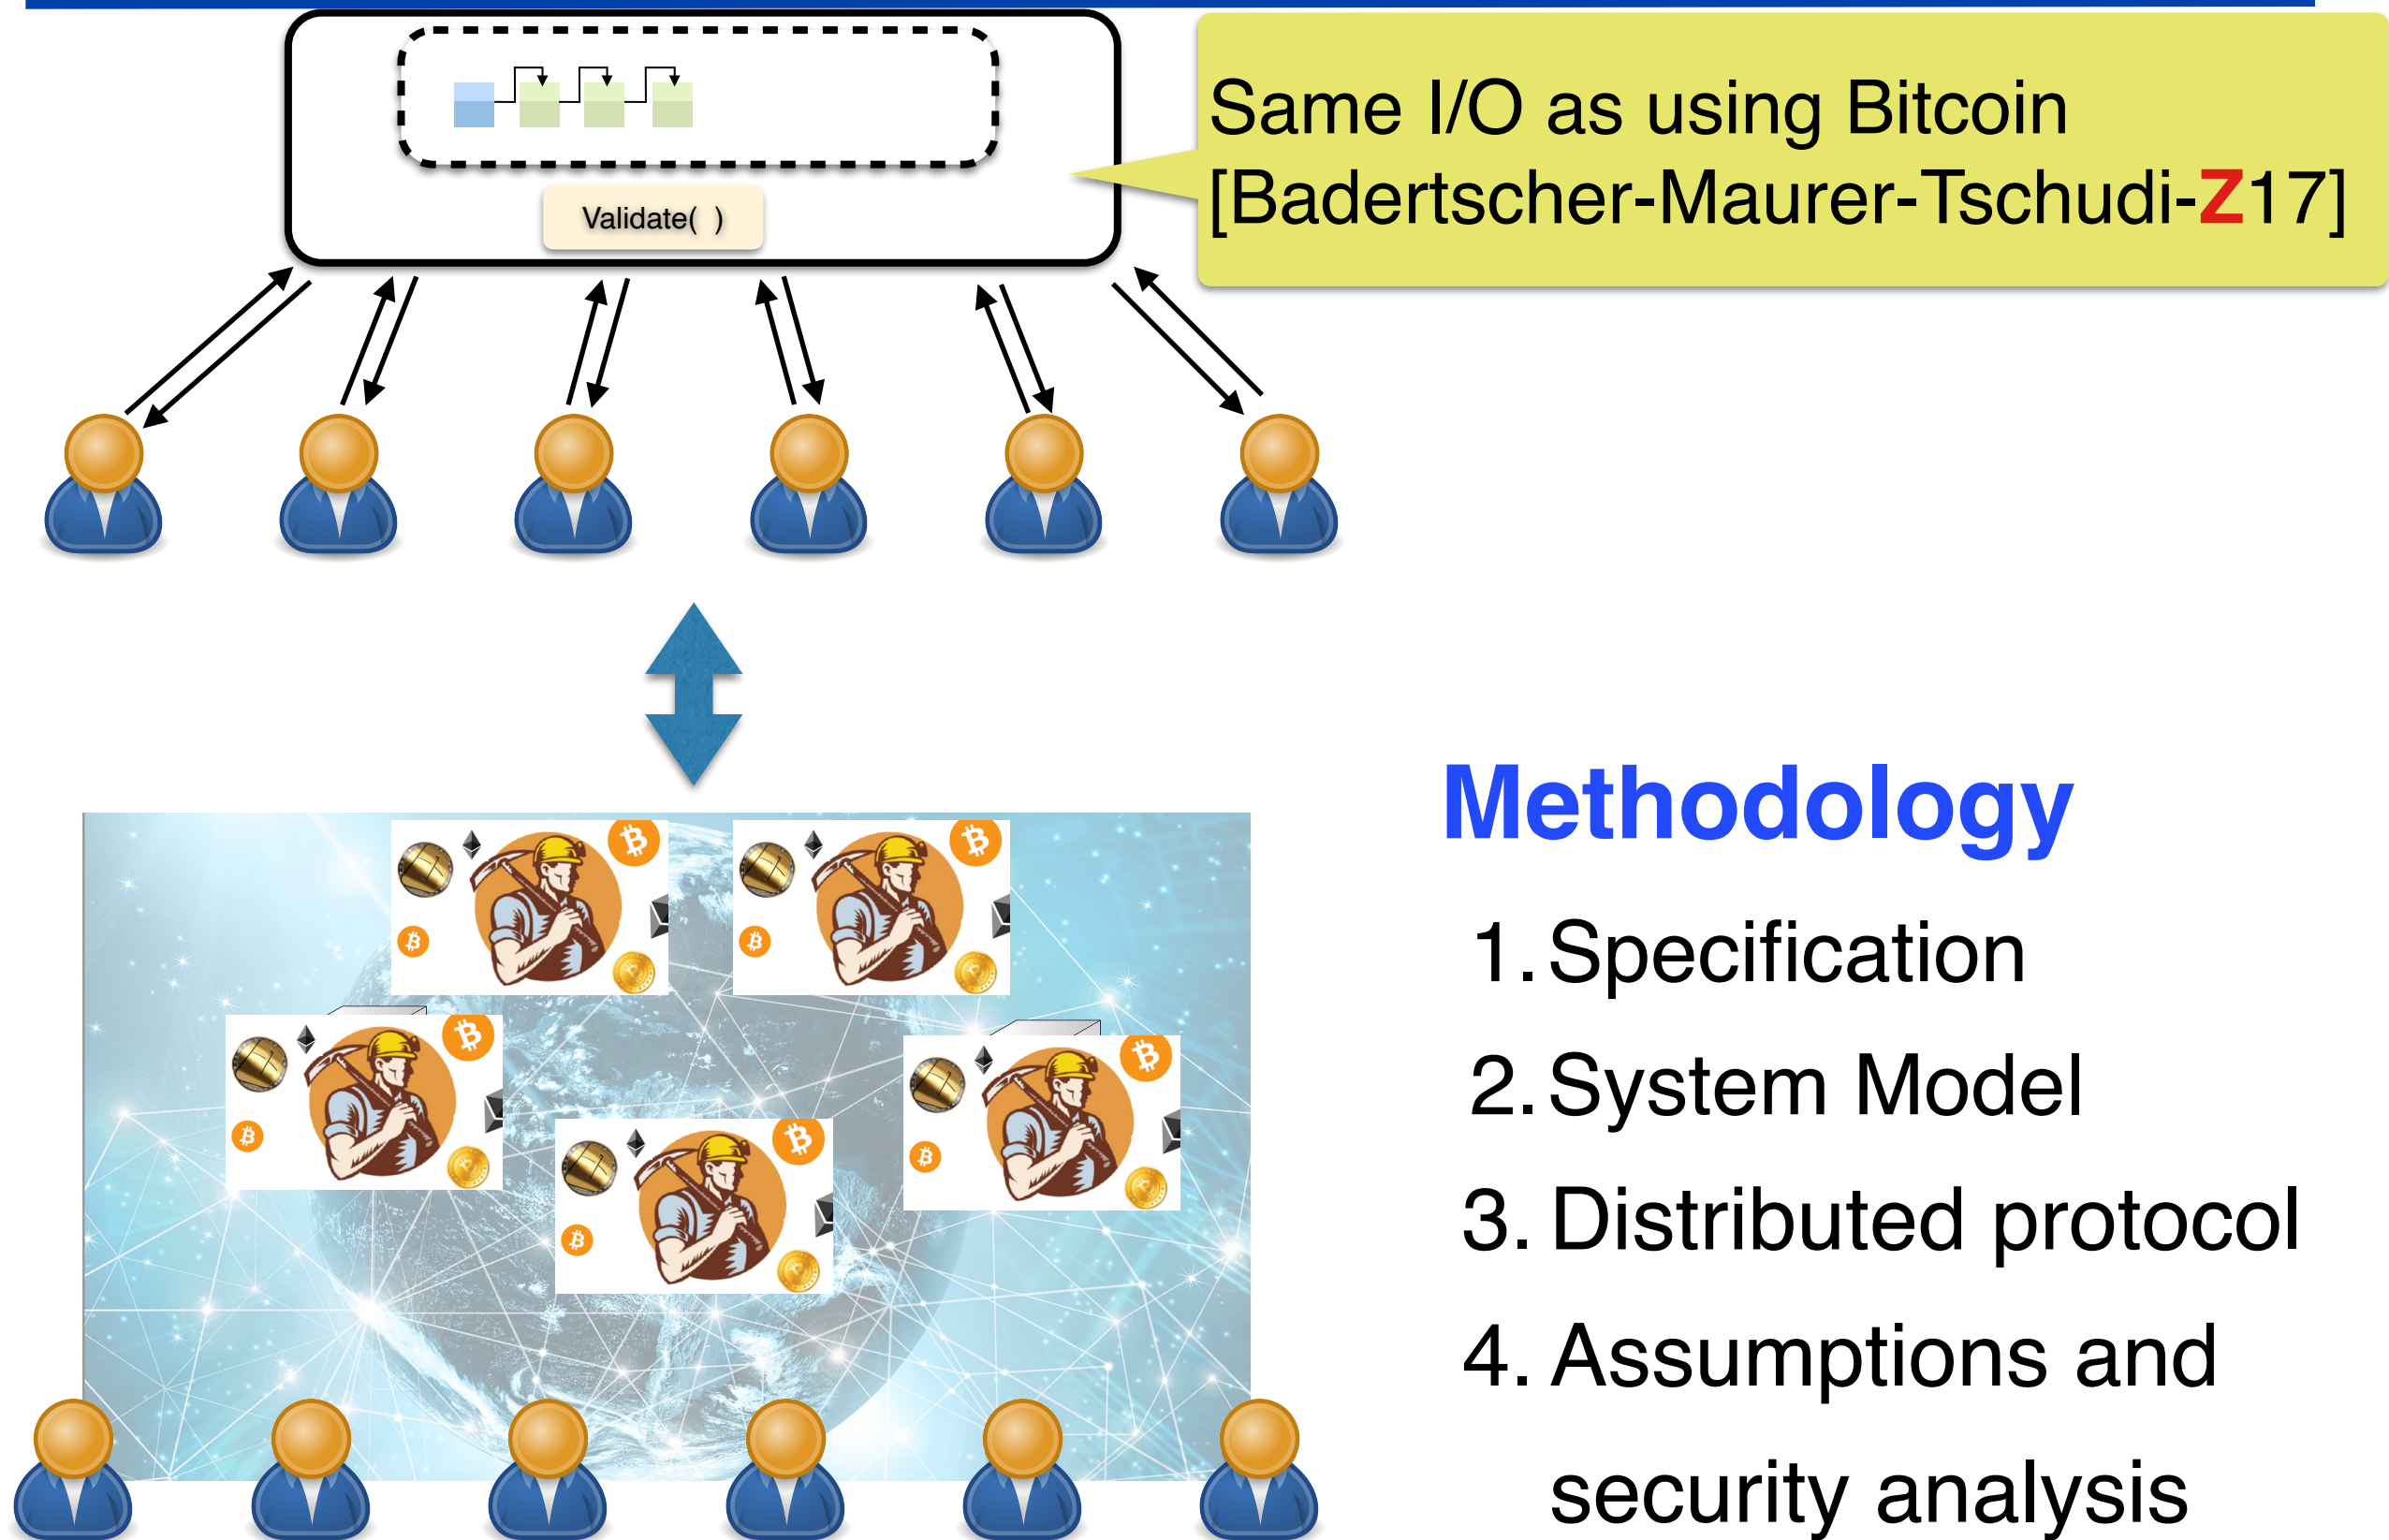 Same I/O as using Bitcoin
[Badertscher-Maurer-Tschudi-Z17]
Validate( )
Methodology
1. Specification
2. System Model
3. Distributed protocol
4. Assumptions and
security analysis